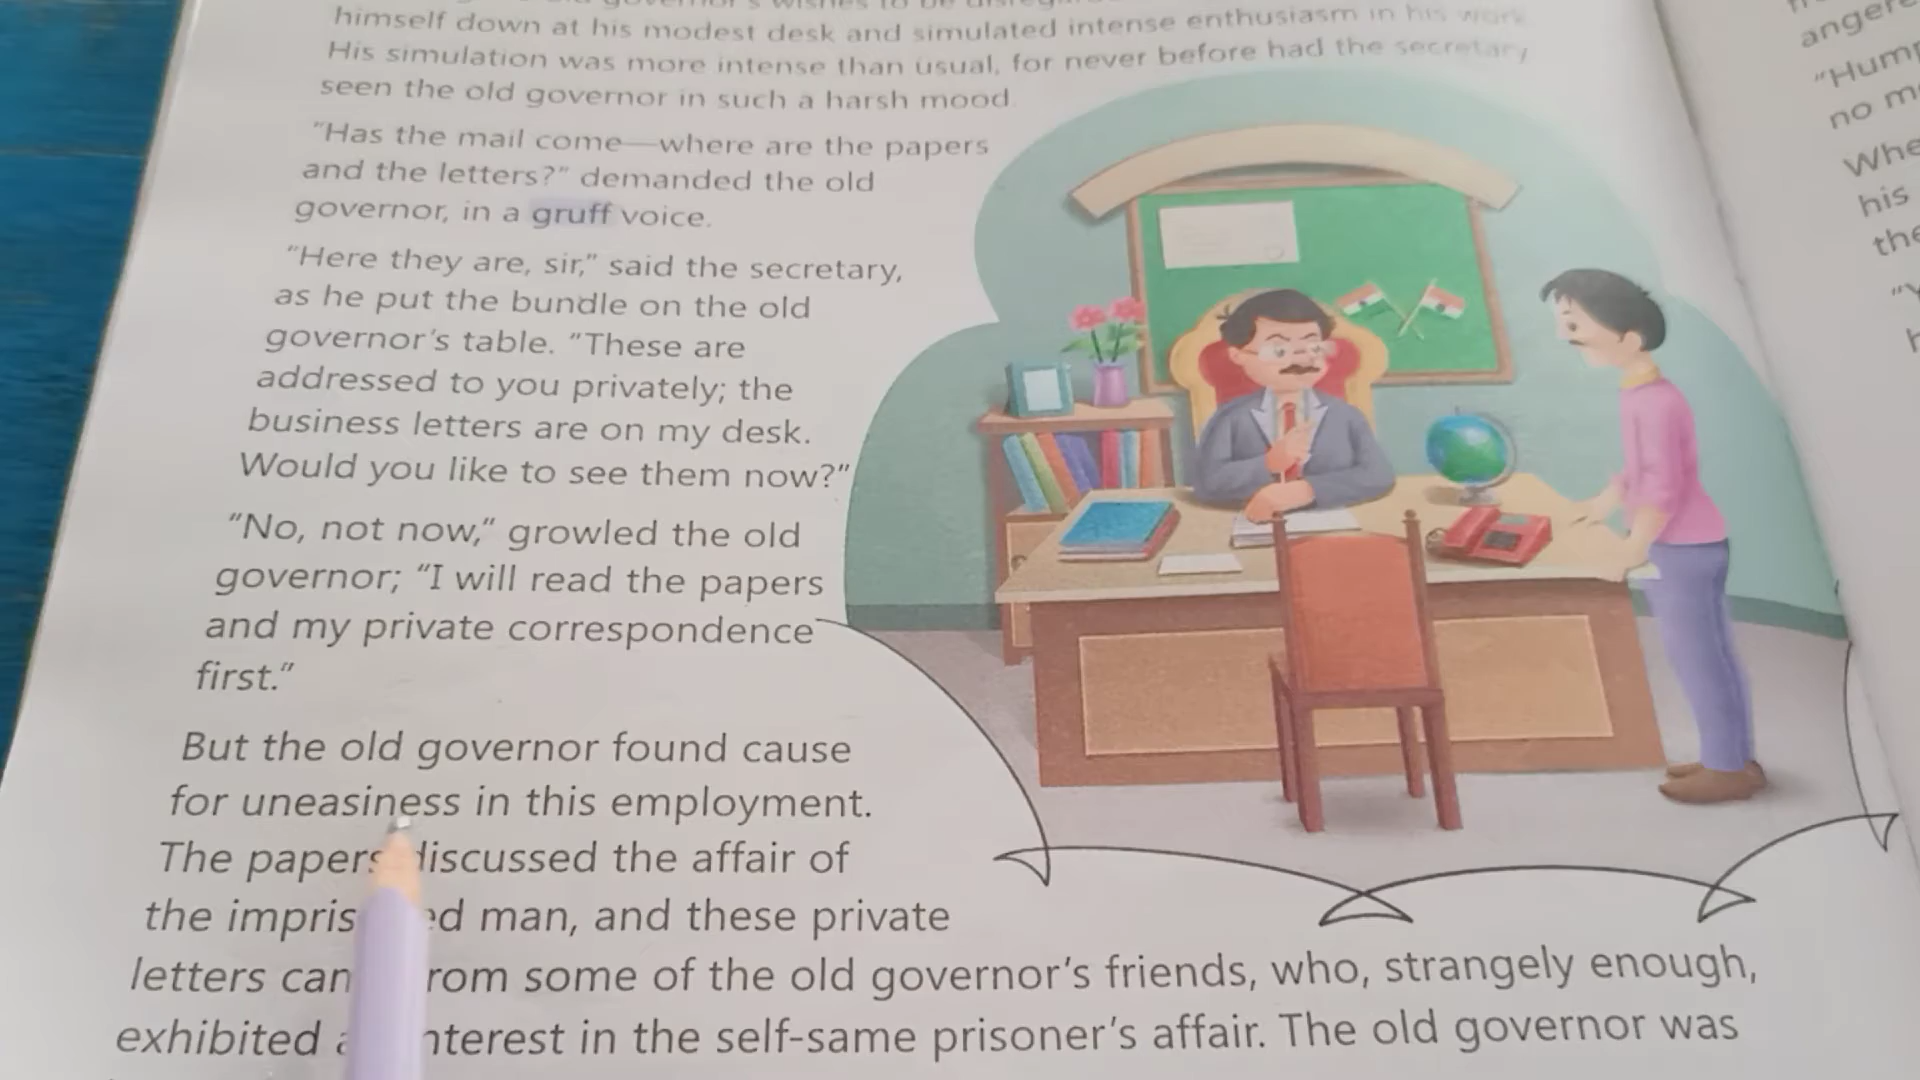 himself down at his modest desk and simulated intense enthusiasm in his work.
His simulation was more intense than usual, for never before had the secretary
seen the old governor in such a harsh mood.
"Has the mail come—where are the papers
and the letters?" demanded the old
governor, in a gruff voice.
"Here they are, sir," said the secretary,
as he put the bundle on the old
governor's table. "These are
addressed to you privately; the
business letters are on my desk.
Would you like to see them now?"
"No, not now," growled the old
governor; "I will read the papers
and my private correspondence
first."
But the old governor found cause
for uneasiness in this employment.
The papers discussed the affair of
the impris ed man, and these private
letters rom some of the old governor's friends, who, strangely enough,
exhibited nterest in the self-same prisoner's affair. The old governor was
"Hum
no m
Whe
his
the